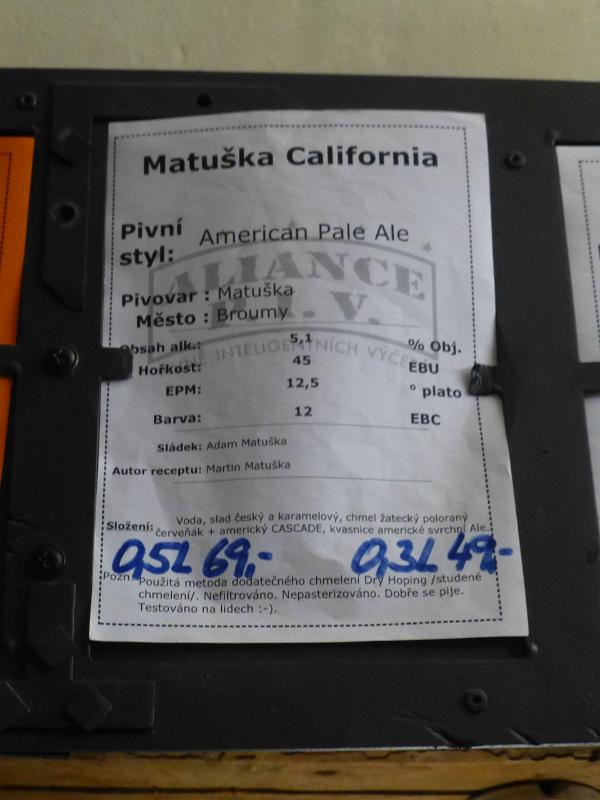 Matuška California
Pivní styl: American Pale Ale
ALIANCE
P.I.V.
INTELIGENTNÍCH VÝČEPŮ
Pivovar : Matuška
Město : Broumy
Obsah alk.: 5,1 % Obj.
Hořkost: 45 EBU
EPM: 12,5 ° plato
Barva: 12 EBC
Sládek: Adam Matuška
Autor receptu: Martin Matuška
Složení: Voda, slad český a karamelový, chmel žatecký poloraný
červeňák + americký CASCADE, kvasnice americké svrchní Ale.
0,5L 69,- 0,3L 49,-
Pozn: Použitá metoda dodatečného chmelení Dry Hoping /studené
chmelení/. Nefiltrováno. Nepasterizováno. Dobře se pije.
Testováno na lidech :-).